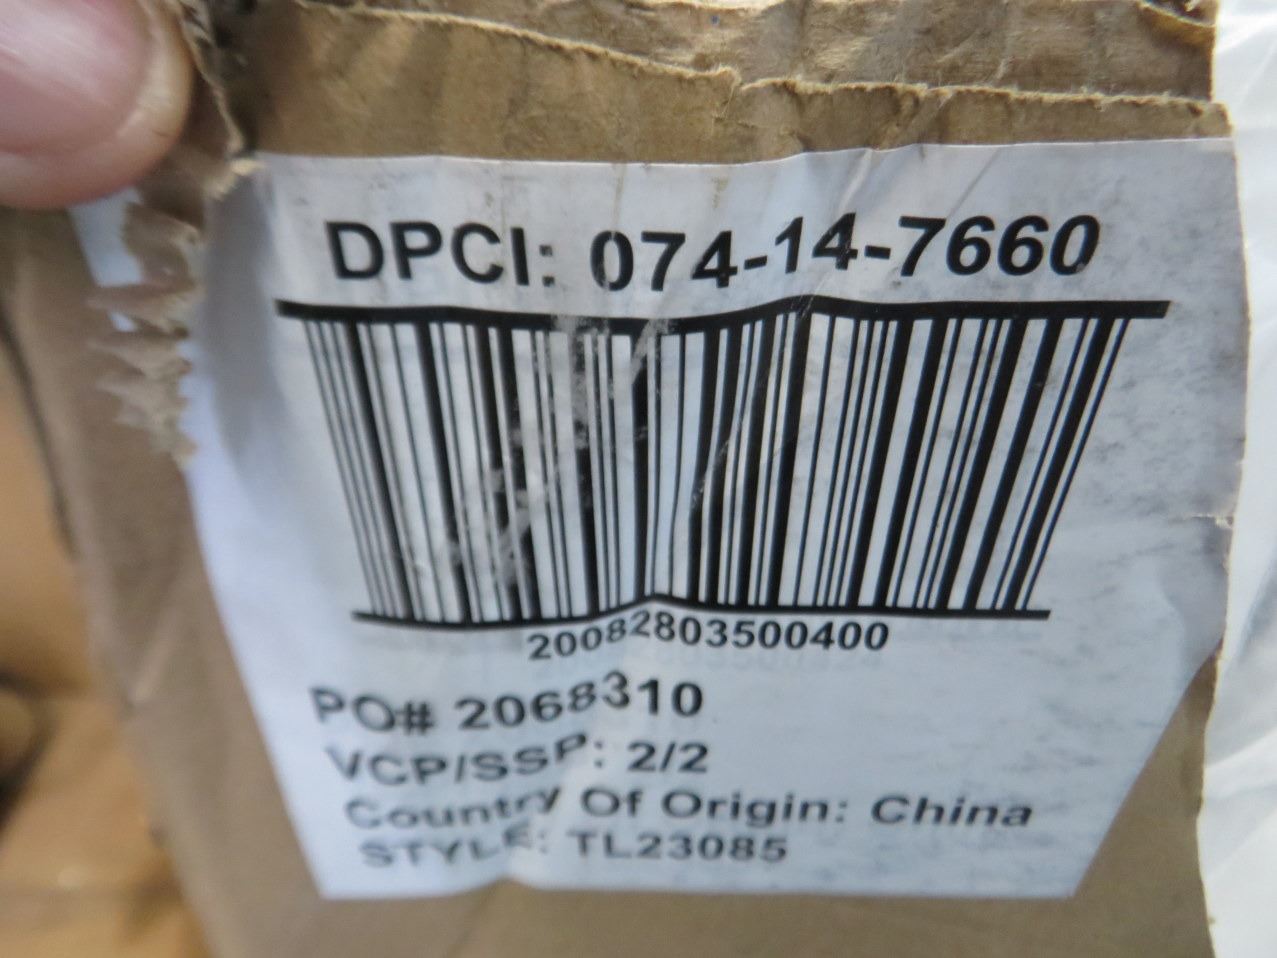 DPCI: 074-14-7660
20082803500400
PO# 2068310
VCP/SSP: 2/2
Country Of Origin: China
STYLE: TL23085